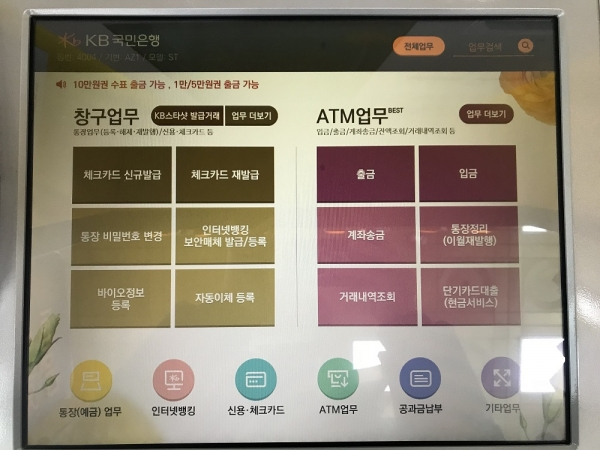 KB 국민은행
전체업무
업무검색
10만원권 수표 출금 가능 , 1만/5만원권 출금 가능
창구업무
KB스타샷 발급거래
업무 더보기
통장업무(등록·해제·재발행)/신용·체크카드 등
체크카드 신규발급
체크카드 재발급
통장 비밀번호 변경
인터넷뱅킹
보안매체 발급/등록
바이오정보
등록
자동이체 등록
ATM업무 BEST
업무 더보기
입금/출금/계좌송금/잔액조회/거래내역조회 등
출금
입금
계좌송금
통장정리
(이월재발행)
거래내역조회
단기카드대출
(현금서비스)
통장(예금) 업무
인터넷뱅킹
신용·체크카드
ATM업무
공과금납부
기타업무